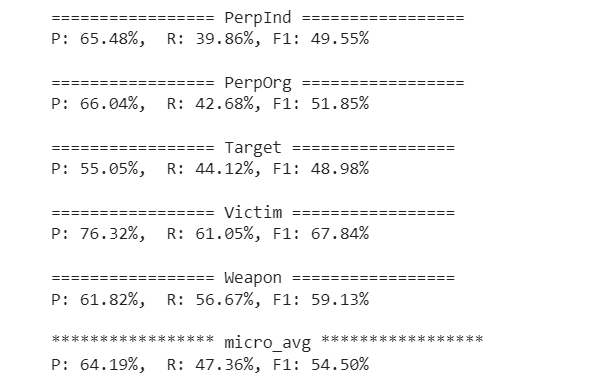 ================= PerpInd =================
P: 65.48%,  R: 39.86%, F1: 49.55%
================= PerpOrg =================
P: 66.04%,  R: 42.68%, F1: 51.85%
================= Target =================
P: 55.05%,  R: 44.12%, F1: 48.98%
================= Victim =================
P: 76.32%,  R: 61.05%, F1: 67.84%
================= Weapon =================
P: 61.82%,  R: 56.67%, F1: 59.13%
***************** micro_avg *****************
P: 64.19%,  R: 47.36%, F1: 54.50%